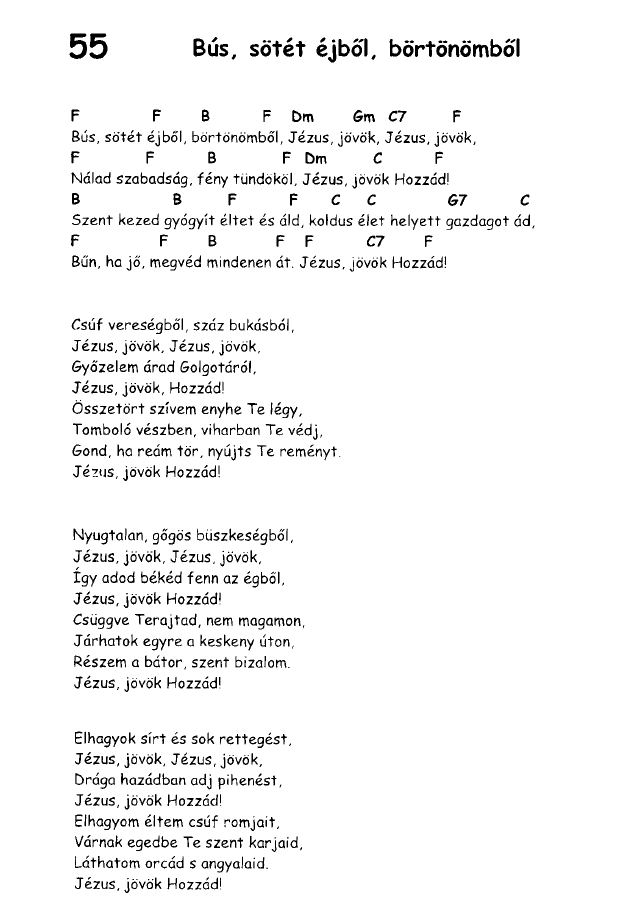 55 Bús, sötét éjből, börtönömből
F F B F Dm Gm C7 F
Bús, sötét éjből, börtönömből, Jézus, jövök, Jézus, jövök,
F F B F Dm C F
Nálad szabadság, fény tündököl, Jézus, jövök Hozzád!
B B F F C C G7 C
Szent kezed gyógyít éltet és áld, koldus élet helyett gazdagot ád,
F F B F F C7 F
Bűn, ha jő, megvéd mindenen át. Jézus, jövök Hozzád!
Csúf vereségből, száz bukásból,
Jézus, jövök, Jézus, jövök,
Győzelem árad Golgotáról,
Jézus, jövök, Hozzád!
Összetört szívem enyhe Te légy,
Tomboló vészben, viharban Te védj,
Gond, ha reám tör, nyújts Te reményt.
Jézus, jövök Hozzád!
Nyugtalan, gőgös büszkeségből,
Jézus, jövök, Jézus, jövök,
Így adod békéd fenn az égből,
Jézus, jövök Hozzád!
Csüggve Terajtad, nem magamon,
Járhatok egyre a keskeny úton,
Részem a bátor, szent bizalom.
Jézus, jövök Hozzád!
Elhagyok sírt és sok rettegést,
Jézus, jövök, Jézus, jövök,
Drága hazádban adj pihenést,
Jézus, jövök Hozzád!
Elhagyom éltem csúf romjait,
Várnak egedbe Te szent karjaid,
Láthatom orcád s angyalaid.
Jézus, jövök Hozzád!